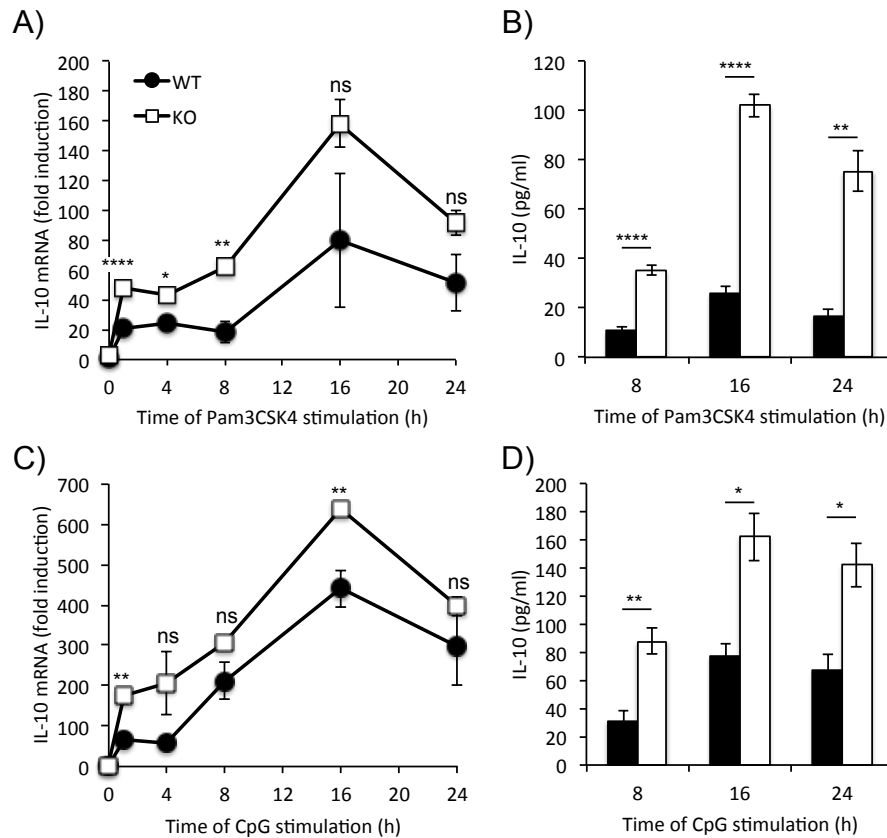 A)
IL-10 mRNA (fold induction)
200
180
160
140
120
100
80
60
40
20
0
WT
KO
****
*
**
ns
ns
0 4 8 12 16 20 24
Time of Pam3CSK4 stimulation (h)
B)
IL-10 (pg/ml)
120
100
80
60
40
20
0
****
****
**
8 16 24
Time of Pam3CSK4 stimulation (h)
C)
IL-10 mRNA (fold induction)
700
600
500
400
300
200
100
0
**
ns
ns
**
ns
0 4 8 12 16 20 24
Time of CpG stimulation (h)
D)
IL-10 (pg/ml)
200
180
160
140
120
100
80
60
40
20
0
**
*
*
8 16 24
Time of CpG stimulation (h)